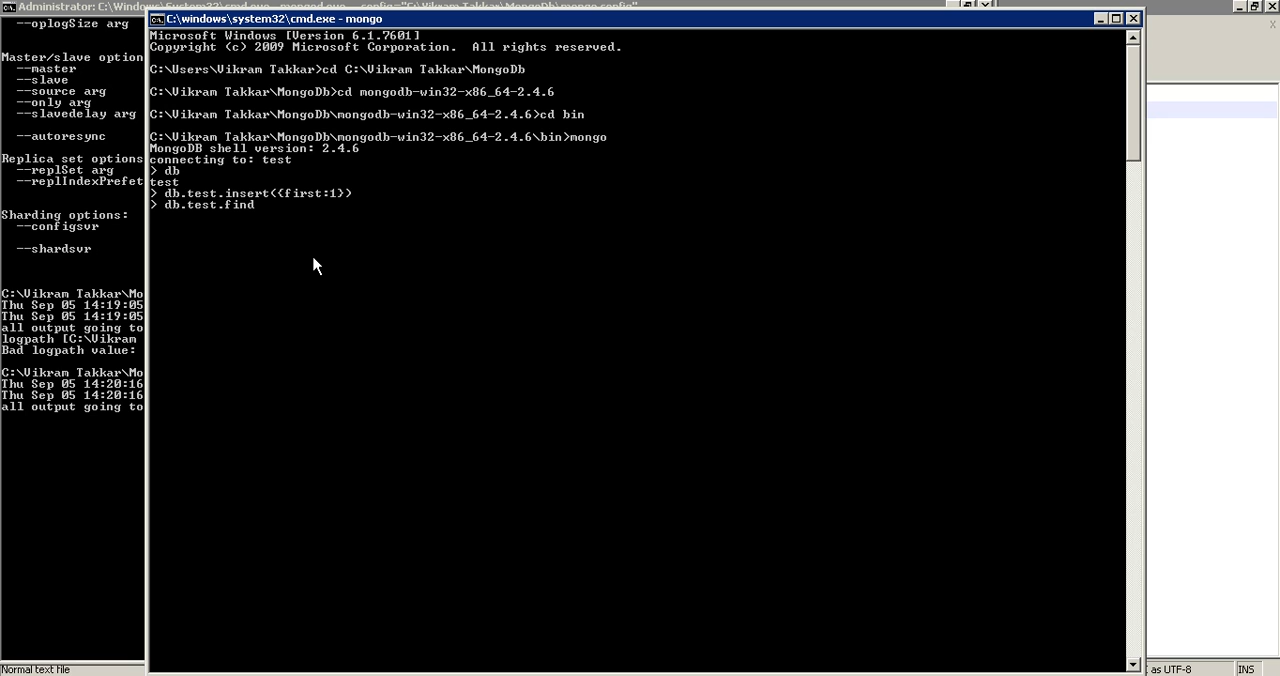 Administrator: C:\Windows\System32\cmd.exe - mongod.exe --config="C:\Vikram Takkar\MongoDb\mongo.config"
--oplogSize arg
Master/slave option
--master
--slave
--source arg
--only arg
--slavedelay arg
--autoresync
Replica set options
--replSet arg
--replIndexPrefet
Sharding options:
--configsvr
--shardsvr
C:\Vikram Takkar\Mo
Thu Sep 05 14:19:05
Thu Sep 05 14:19:05
all output going to
logpath [C:\Vikram
Bad logpath value:
C:\Vikram Takkar\Mo
Thu Sep 05 14:20:16
Thu Sep 05 14:20:16
all output going to
Normal text file
C:\windows\system32\cmd.exe - mongo
Microsoft Windows [Version 6.1.7601]
Copyright (c) 2009 Microsoft Corporation. All rights reserved.
C:\Users\Vikram Takkar>cd C:\Vikram Takkar\MongoDb
C:\Vikram Takkar\MongoDb>cd mongodb-win32-x86_64-2.4.6
C:\Vikram Takkar\MongoDb\mongodb-win32-x86_64-2.4.6>cd bin
C:\Vikram Takkar\MongoDb\mongodb-win32-x86_64-2.4.6\bin>mongo
MongoDB shell version: 2.4.6
connecting to: test
> db
test
> db.test.insert({first:1})
> db.test.find
X
as UTF-8
INS